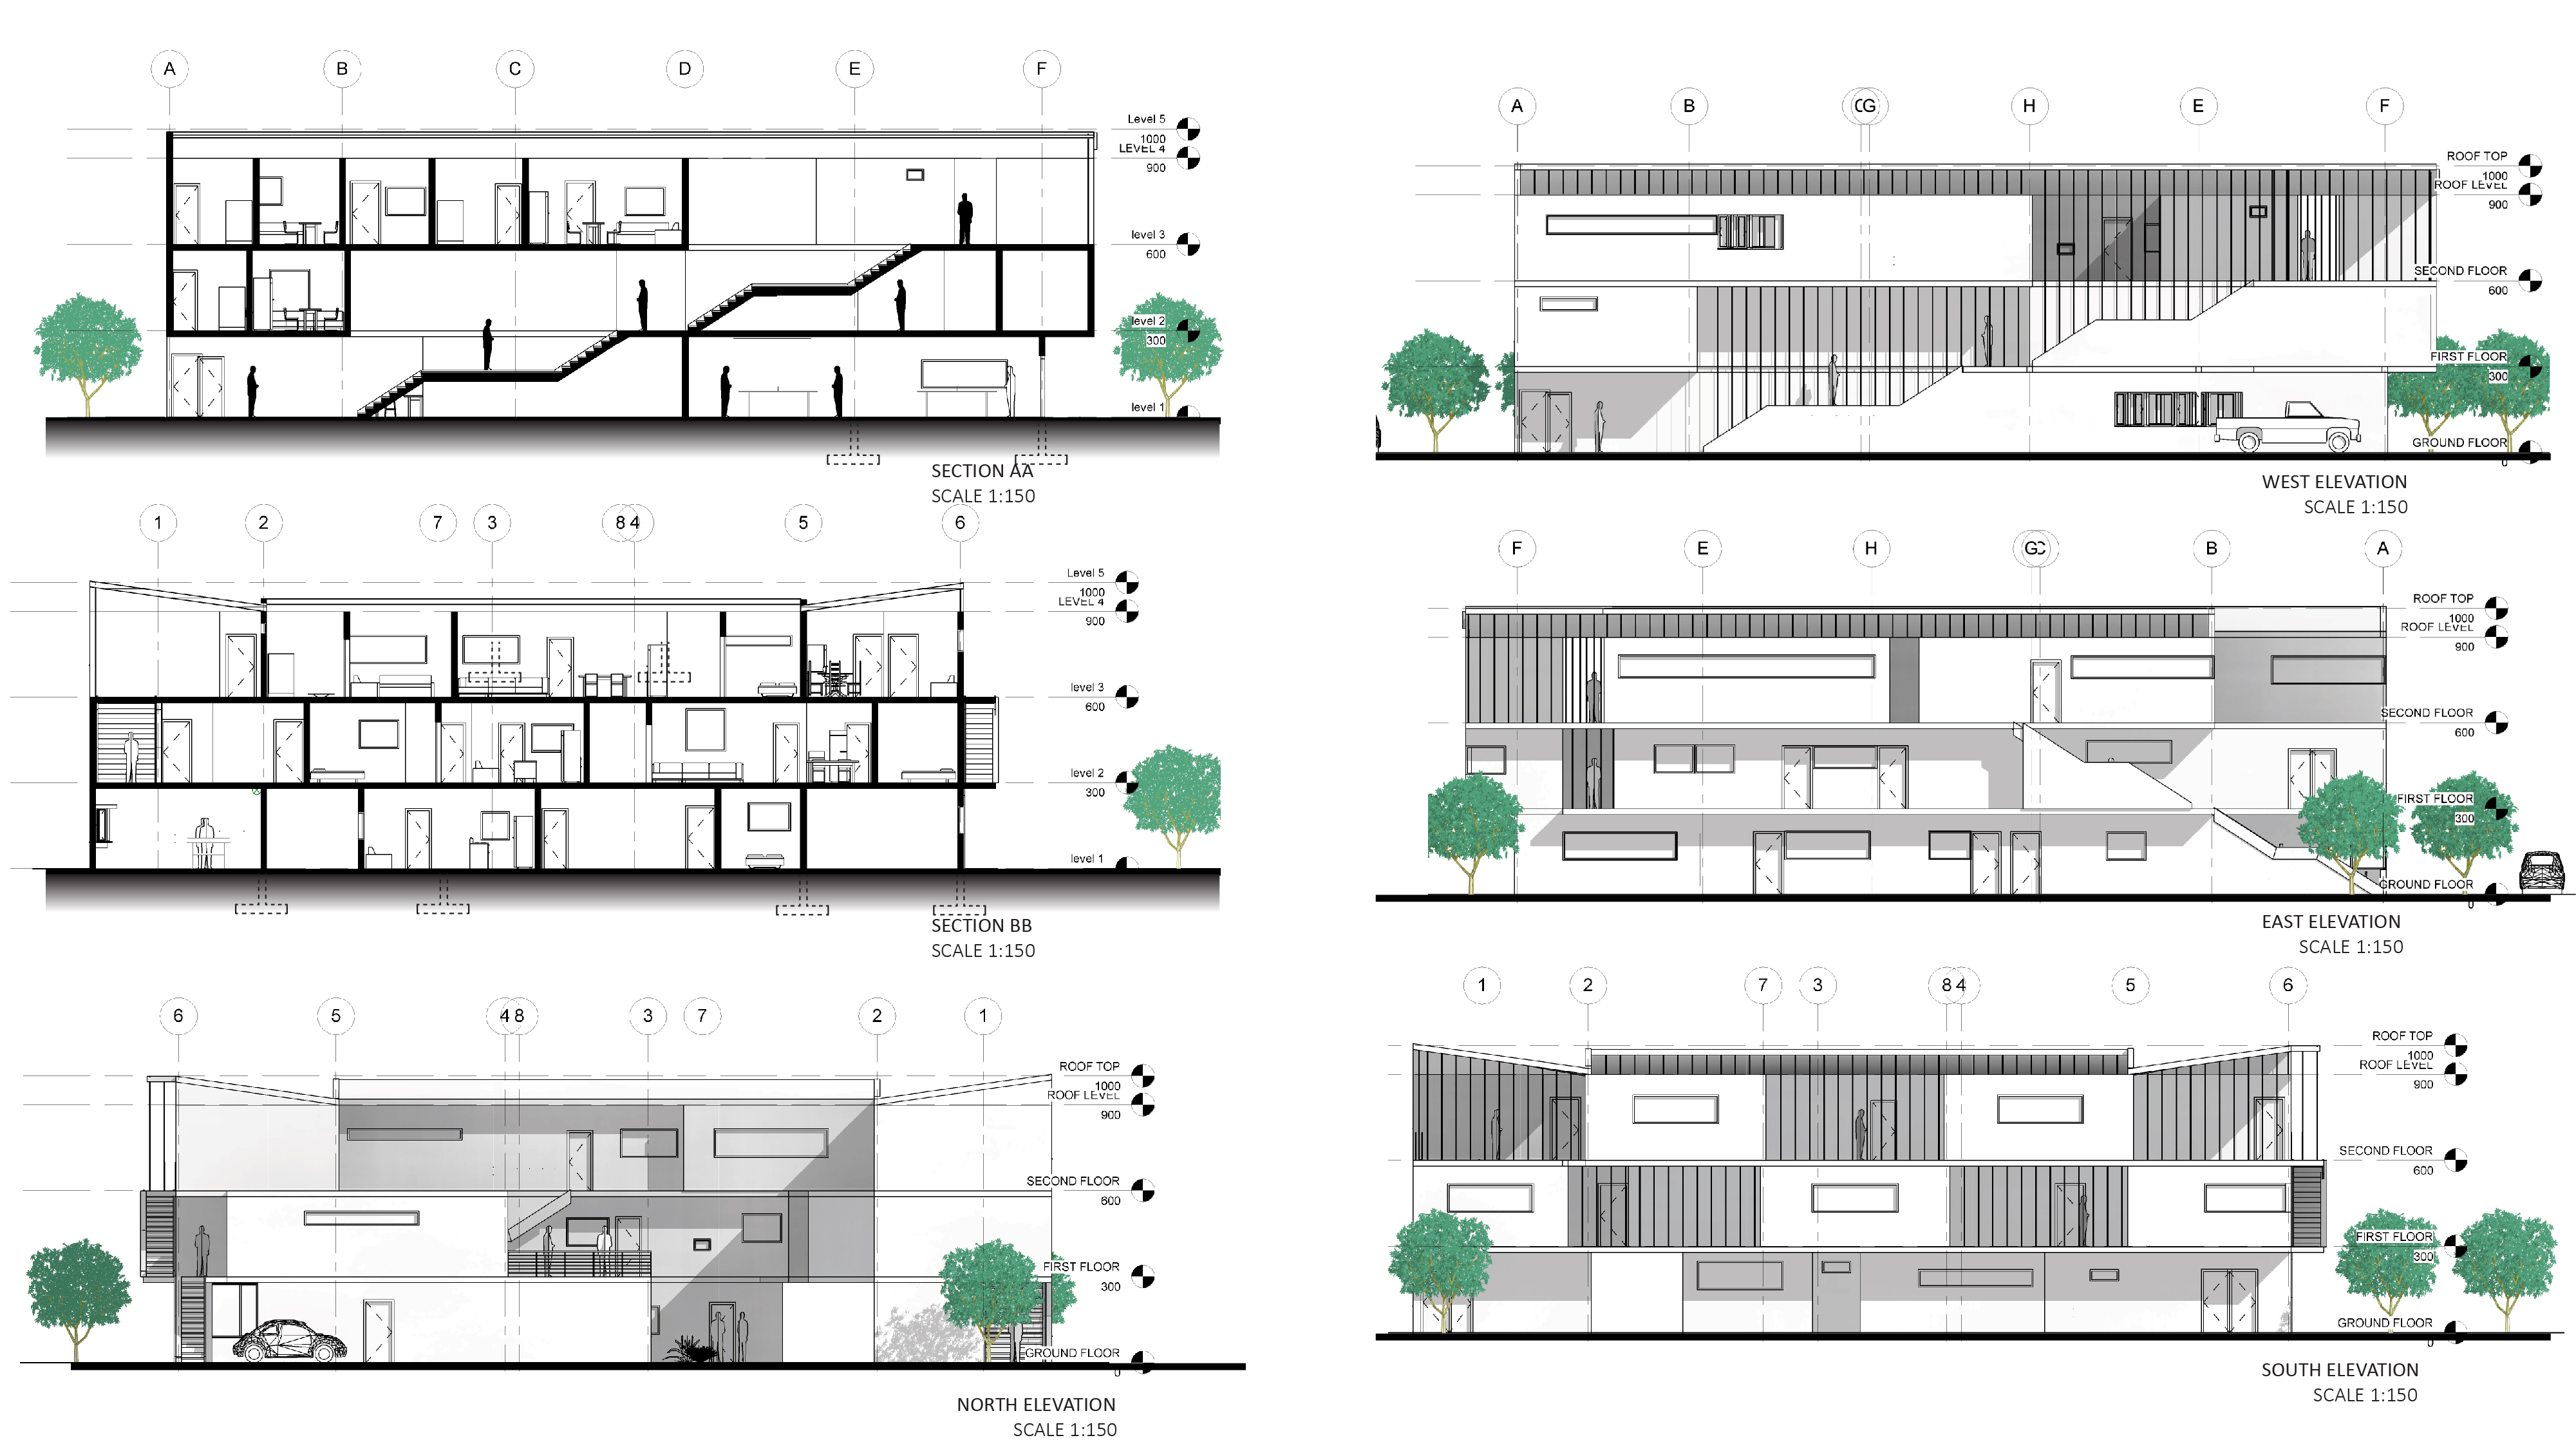 A B C D E F
Level 5
1000
LEVEL 4
900
level 3
600
level 2
300
level 1
SECTION AA
SCALE 1:150
A B C G H E F
ROOF TOP
1000
ROOF LEVEL
900
SECOND FLOOR
600
FIRST FLOOR
300
GROUND FLOOR
0
WEST ELEVATION
SCALE 1:150
1 2 7 3 8 4 5 6
Level 5
1000
LEVEL 4
900
level 3
600
level 2
300
level 1
SECTION BB
SCALE 1:150
F E H G C B A
ROOF TOP
1000
ROOF LEVEL
900
SECOND FLOOR
600
FIRST FLOOR
300
GROUND FLOOR
0
EAST ELEVATION
SCALE 1:150
6 5 4 8 3 7 2 1
ROOF TOP
1000
ROOF LEVEL
900
SECOND FLOOR
600
FIRST FLOOR
300
GROUND FLOOR
0
NORTH ELEVATION
SCALE 1:150
1 2 7 3 8 4 5 6
ROOF TOP
1000
ROOF LEVEL
900
SECOND FLOOR
600
FIRST FLOOR
300
GROUND FLOOR
0
SOUTH ELEVATION
SCALE 1:150